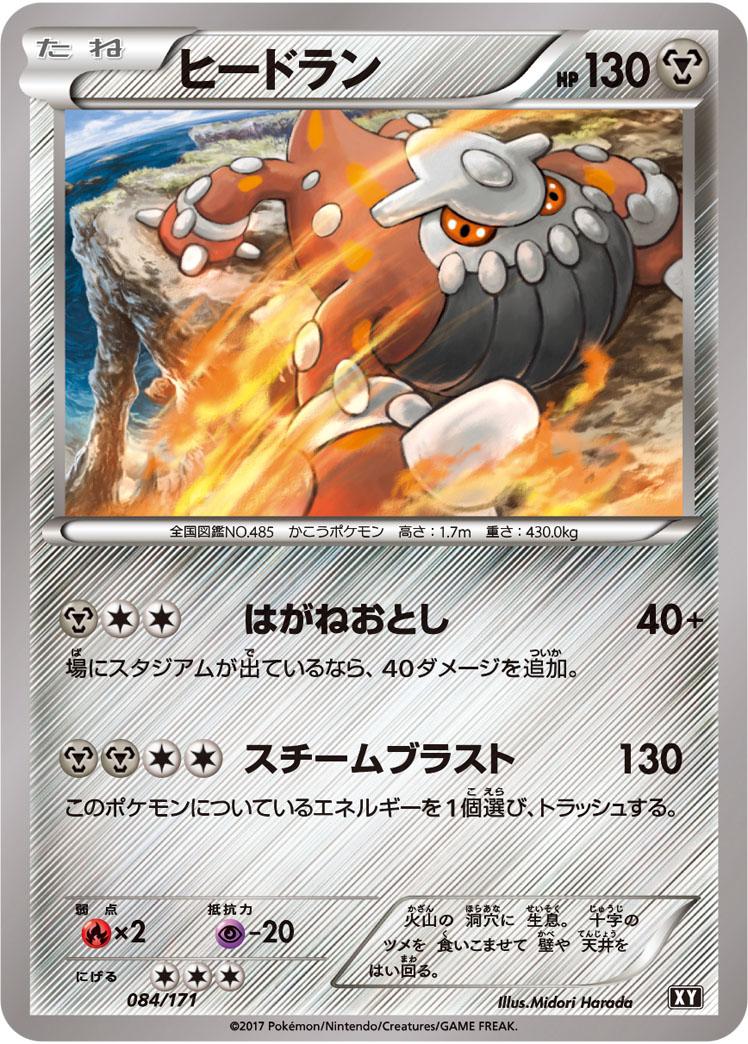 たね
ヒードラン
HP130
全国図鑑NO.485 かこうポケモン 高さ：1.7m 重さ：430.0kg
はがねおとし 40+
場にスタジアムが出ているなら、40ダメージを追加。
スチームブラスト 130
このポケモンについているエネルギーを1個選び、トラッシュする。
弱点 抵抗力
×2 -20
にげる
火山の 洞穴に 生息。 十字の
ツメを 食いこませて 壁や 天井を
はい回る。
084/171
Illus.Midori Harada
XY
©2017 Pokémon/Nintendo/Creatures/GAME FREAK.